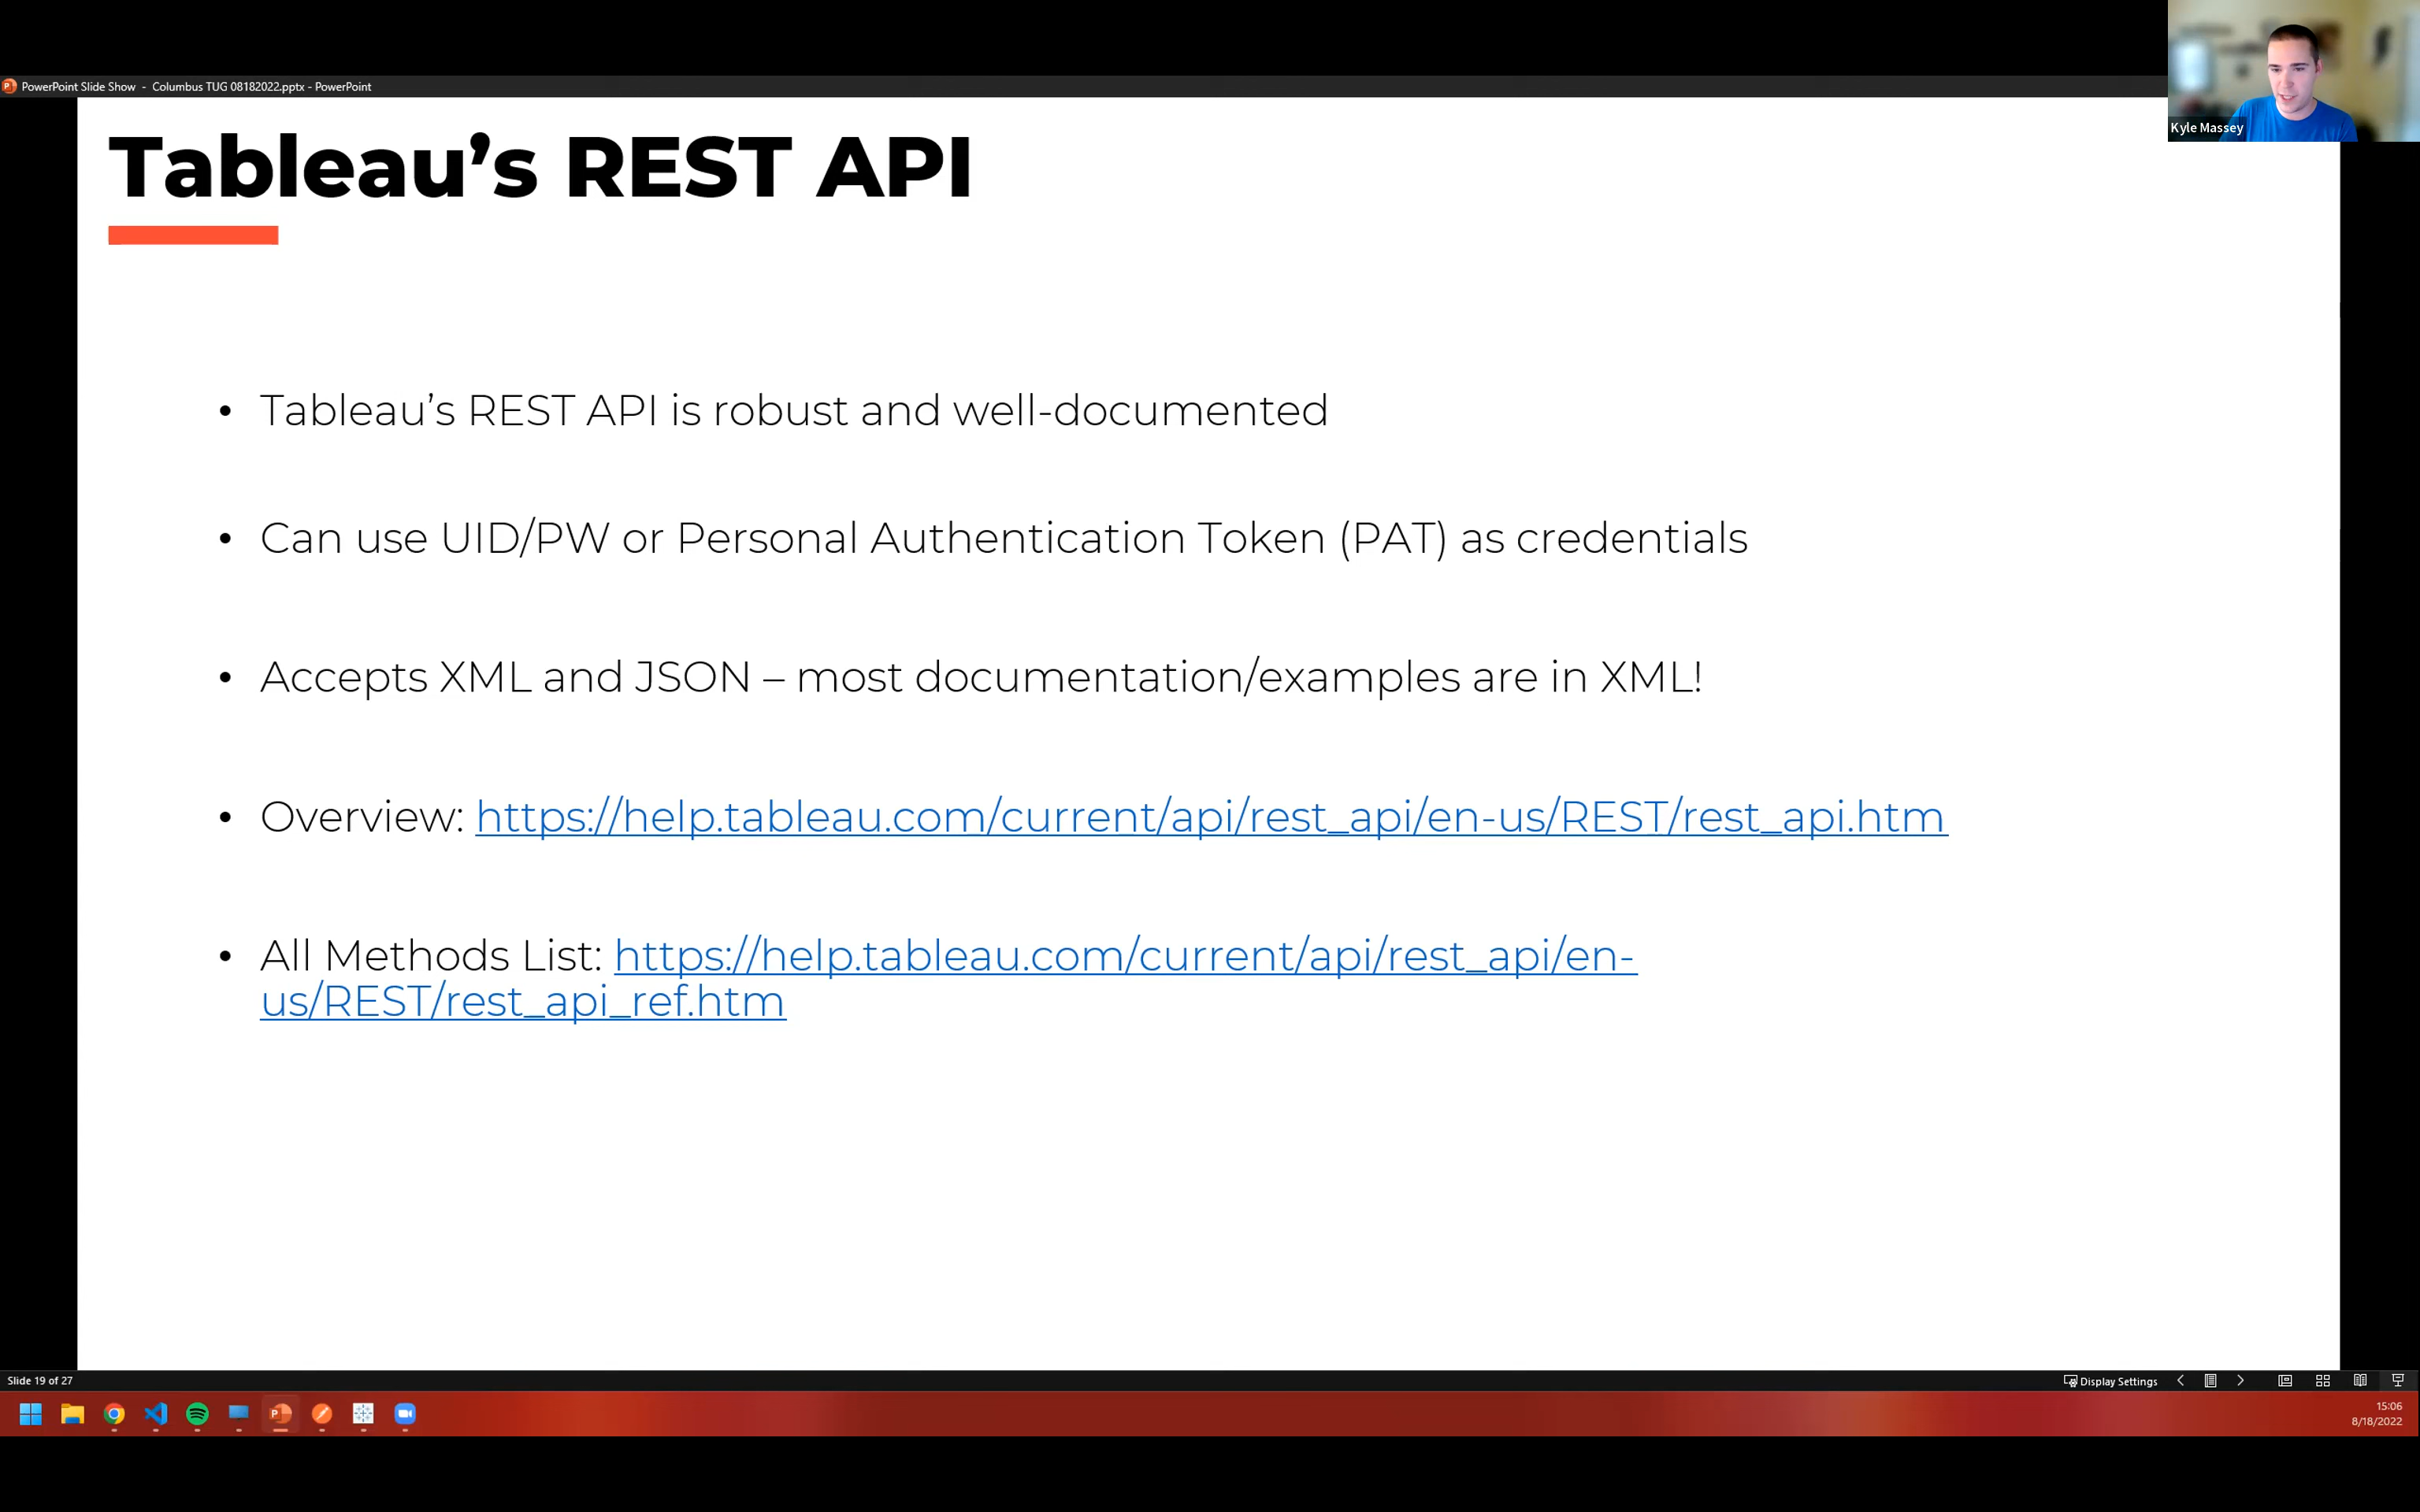 PowerPoint Slide Show - Columbus TUG 08182022.pptx - PowerPoint
Kyle Massey
Tableau’s REST API
• Tableau’s REST API is robust and well-documented
• Can use UID/PW or Personal Authentication Token (PAT) as credentials
• Accepts XML and JSON – most documentation/examples are in XML!
• Overview: https://help.tableau.com/current/api/rest_api/en-us/REST/rest_api.htm
• All Methods List: https://help.tableau.com/current/api/rest_api/en-
us/REST/rest_api_ref.htm
Slide 19 of 27
Display Settings
15:06
8/18/2022